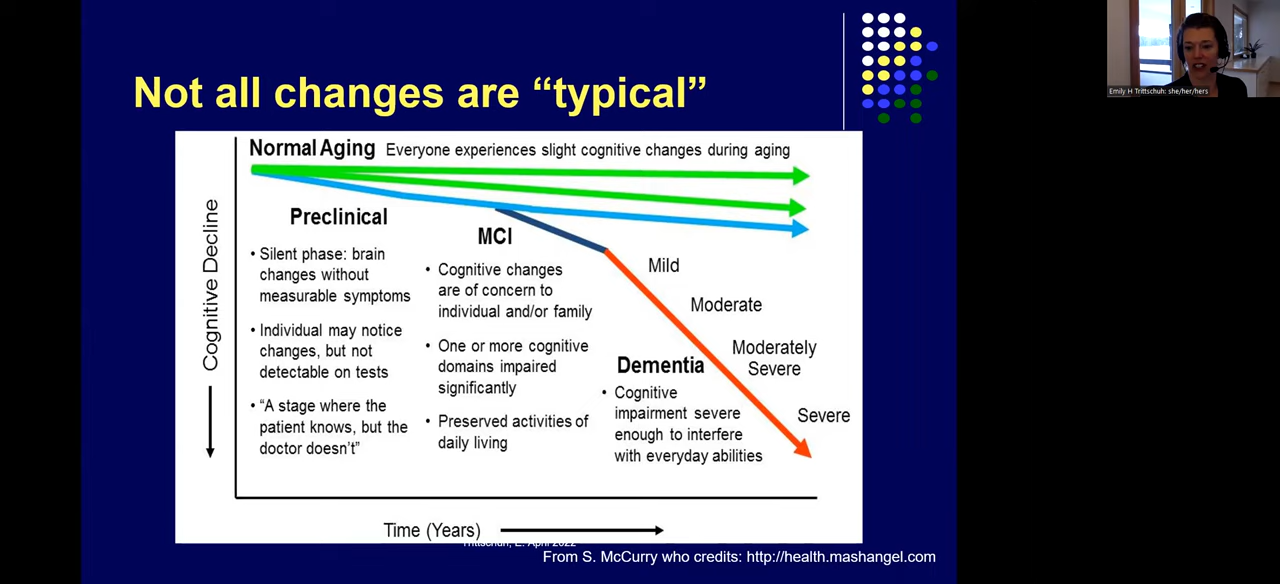 Not all changes are “typical”
Emily H Trittschuh: she/her/hers
Normal Aging Everyone experiences slight cognitive changes during aging
Cognitive Decline
Preclinical
• Silent phase: brain
changes without
measurable symptoms
• Individual may notice
changes, but not
detectable on tests
• “A stage where the
patient knows, but the
doctor doesn’t”
MCI
• Cognitive changes
are of concern to
individual and/or family
• One or more cognitive
domains impaired
significantly
• Preserved activities of
daily living
Mild
Moderate
Moderately
Severe
Severe
Dementia
• Cognitive
impairment severe
enough to interfere
with everyday abilities
Time (Years)
Trittschuh, E. April 2022
From S. McCurry who credits: http://health.mashangel.com